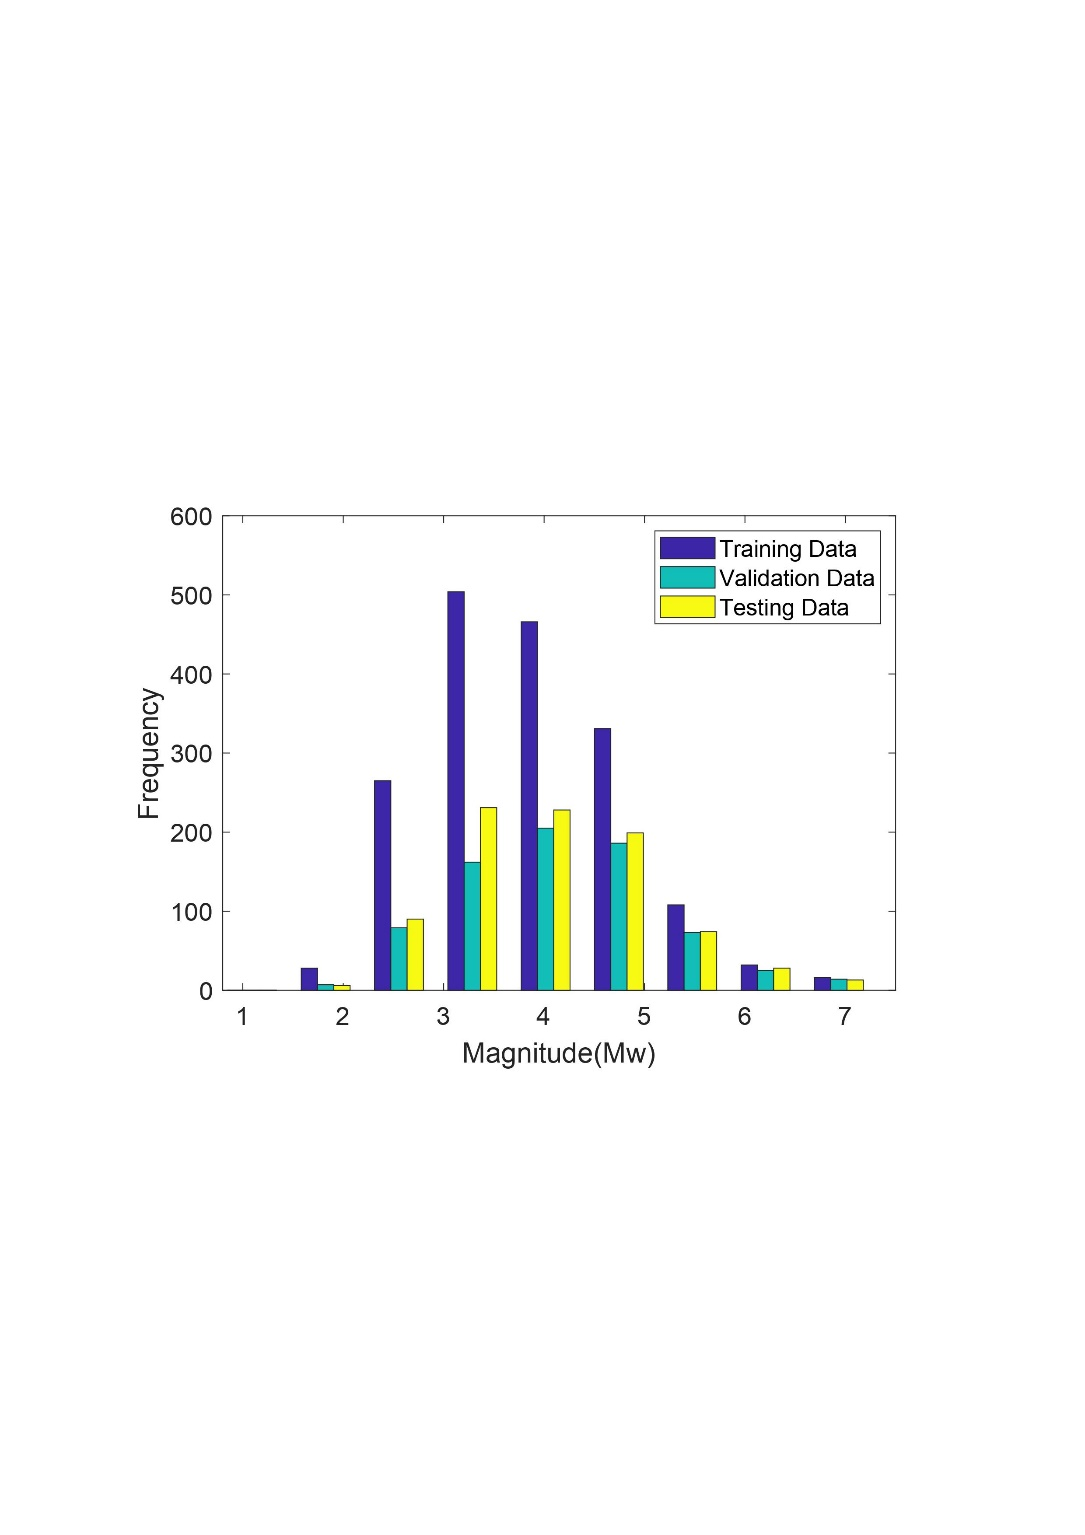 600
500
400
300
200
100
0
Frequency
Training Data
Validation Data
Testing Data
1 2 3 4 5 6 7
Magnitude(Mw)